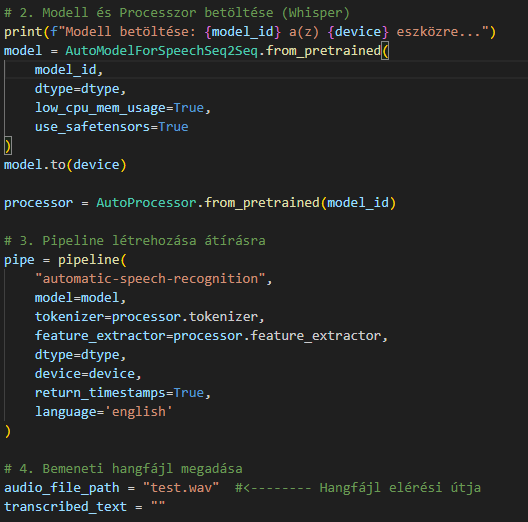 # 2. Modell és Processzor betöltése (Whisper)
print(f"Modell betöltése: {model_id} a(z) {device} eszközre...")
model = AutoModelForSpeechSeq2Seq.from_pretrained(
    model_id,
    dtype=dtype,
    low_cpu_mem_usage=True,
    use_safetensors=True
)
model.to(device)

processor = AutoProcessor.from_pretrained(model_id)

# 3. Pipeline létrehozása átírásra
pipe = pipeline(
    "automatic-speech-recognition",
    model=model,
    tokenizer=processor.tokenizer,
    feature_extractor=processor.feature_extractor,
    dtype=dtype,
    device=device,
    return_timestamps=True,
    language='english'
)

# 4. Bemeneti hangfájl megadása
audio_file_path = "test.wav"  #<-------- Hangfájl elérési útja
transcribed_text = ""